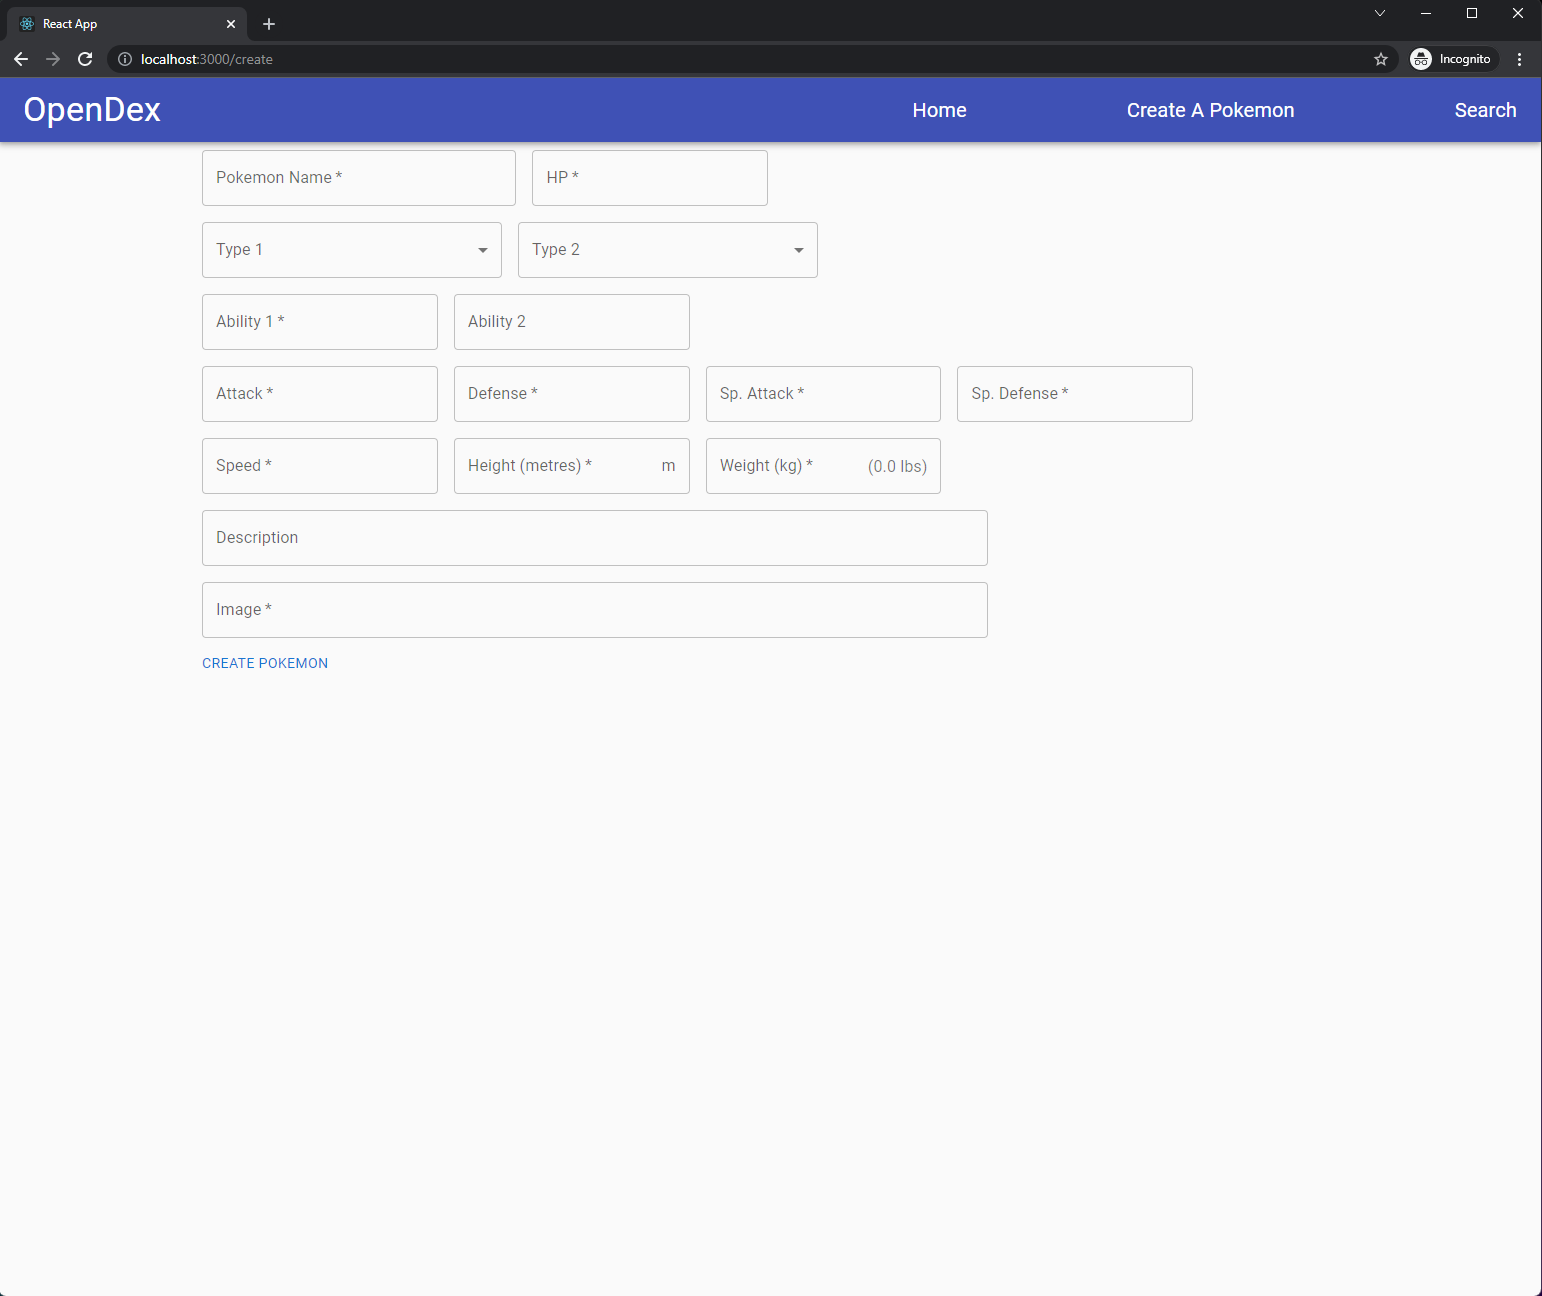 React App
localhost:3000/create
Incognito
OpenDex Home Create A Pokemon Search
Pokemon Name * HP *
Type 1 Type 2
Ability 1 * Ability 2
Attack * Defense * Sp. Attack * Sp. Defense *
Speed * Height (metres) * m Weight (kg) * (0.0 lbs)
Description
Image *
CREATE POKEMON